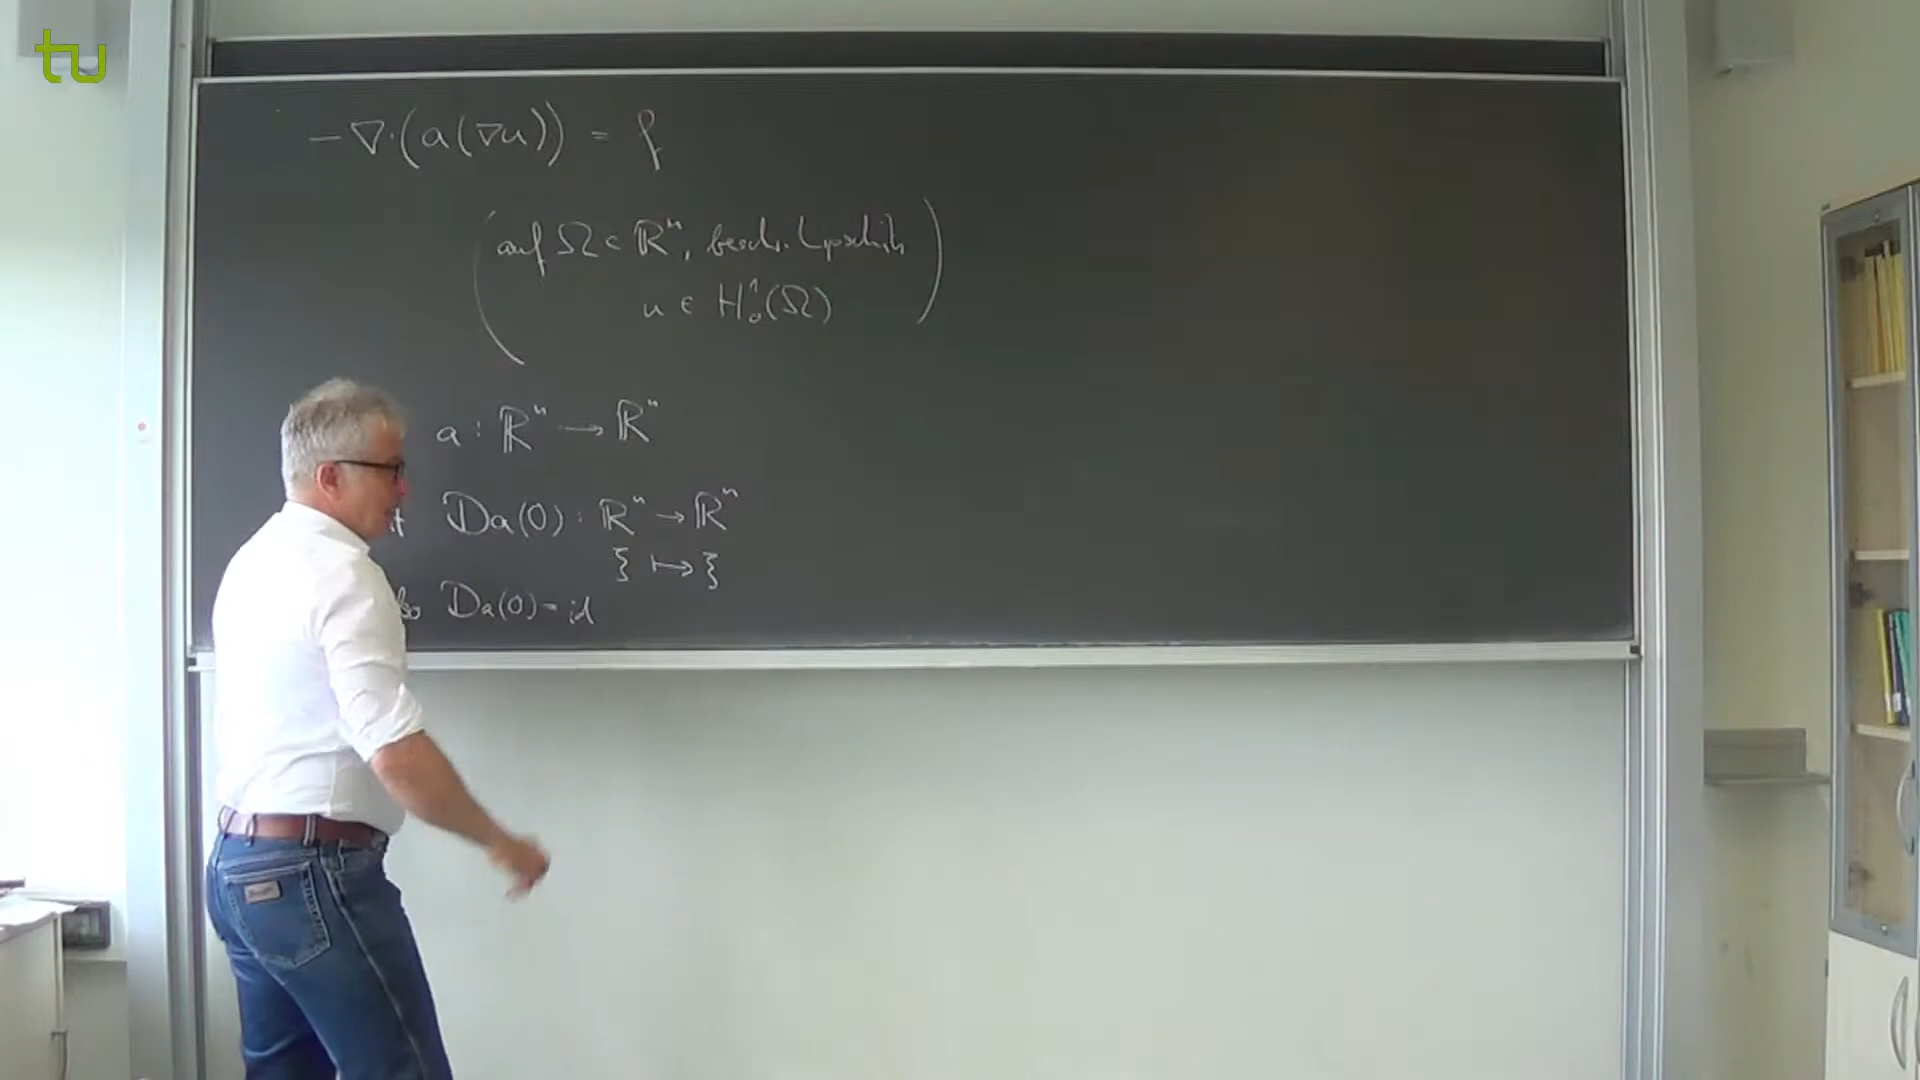 tu
− ∇·(a(∇u)) = f
(auf Ω ⊂ ℝⁿ, beschr. Lipschitz
u ∈ H¹₀(Ω))
a : ℝⁿ → ℝⁿ
Da(0) : ℝⁿ → ℝⁿ
ξ ↦ ξ
Da(0) = id